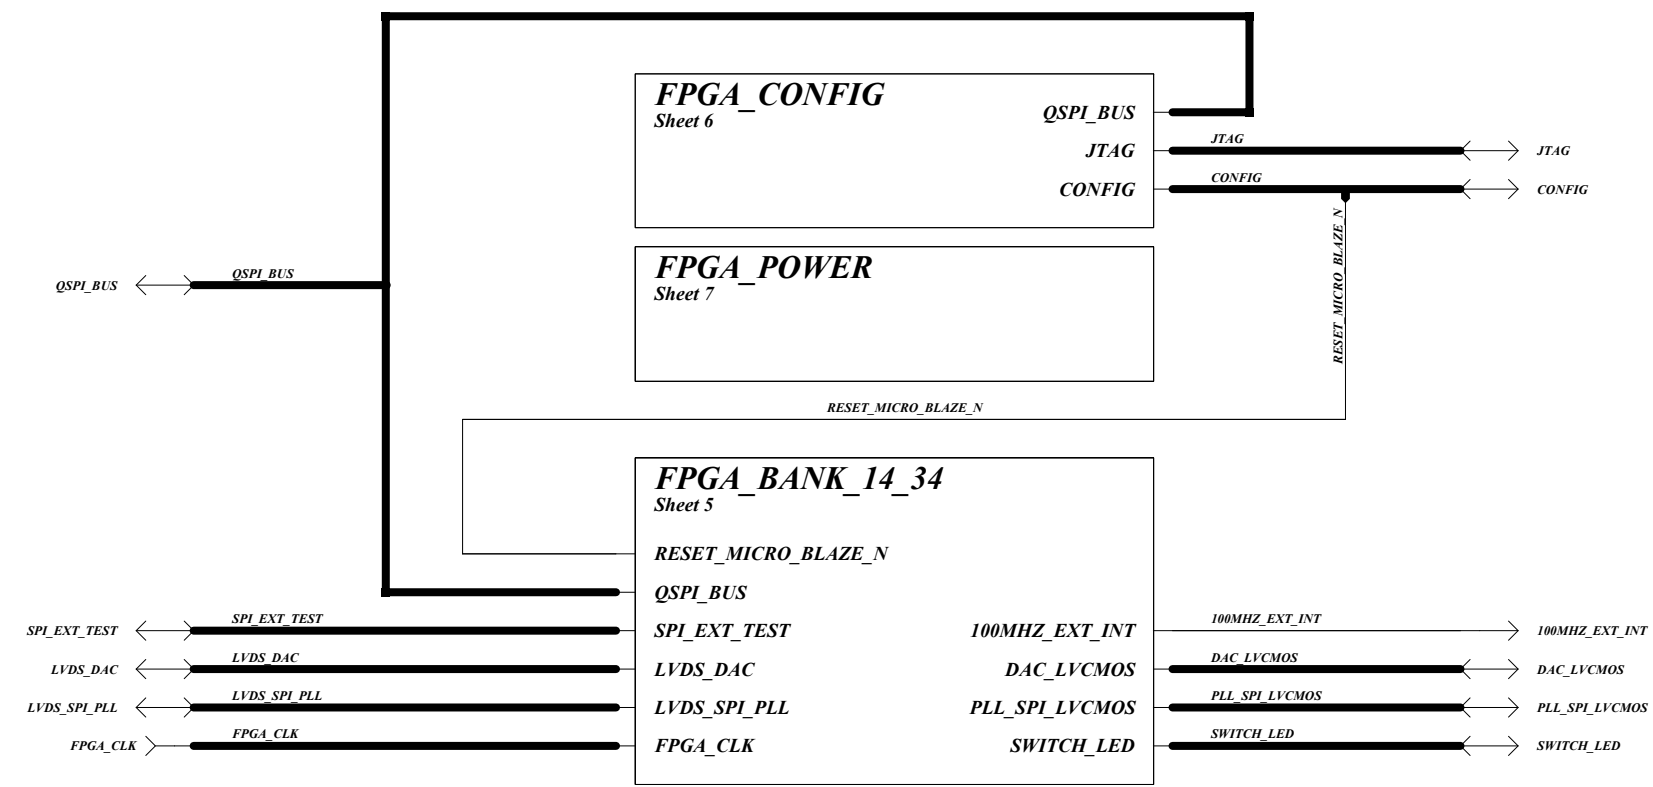 FPGA_CONFIG
Sheet 6
QSPI_BUS
JTAG
JTAG
JTAG
CONFIG
CONFIG
CONFIG
RESET_MICRO_BLAZE_N
FPGA_POWER
Sheet 7
QSPI_BUS
QSPI_BUS
RESET_MICRO_BLAZE_N
FPGA_BANK_14_34
Sheet 5
RESET_MICRO_BLAZE_N
QSPI_BUS
SPI_EXT_TEST
SPI_EXT_TEST
SPI_EXT_TEST
100MHZ_EXT_INT
100MHZ_EXT_INT
100MHZ_EXT_INT
LVDS_DAC
LVDS_DAC
LVDS_DAC
DAC_LVCMOS
DAC_LVCMOS
DAC_LVCMOS
LVDS_SPI_PLL
LVDS_SPI_PLL
LVDS_SPI_PLL
PLL_SPI_LVCMOS
PLL_SPI_LVCMOS
PLL_SPI_LVCMOS
FPGA_CLK
FPGA_CLK
FPGA_CLK
SWITCH_LED
SWITCH_LED
SWITCH_LED